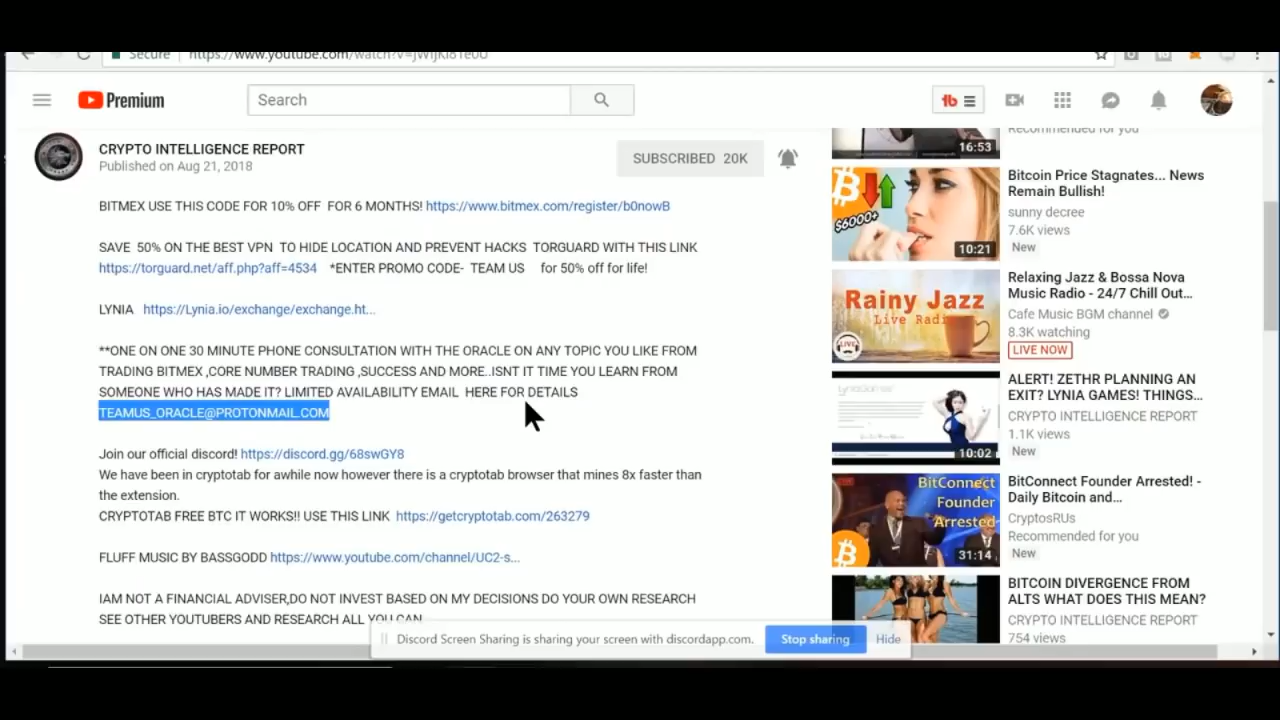 Secure
https://www.youtube.com/watch?v=jWIjKl81e0U
Premium
Search
CRYPTO INTELLIGENCE REPORT
Published on Aug 21, 2018
SUBSCRIBED 20K
BITMEX USE THIS CODE FOR 10% OFF FOR 6 MONTHS! https://www.bitmex.com/register/b0nowB
SAVE 50% ON THE BEST VPN TO HIDE LOCATION AND PREVENT HACKS TORGUARD WITH THIS LINK
https://torguard.net/aff.php?aff=4534 *ENTER PROMO CODE- TEAM US for 50% off for life!
LYNIA https://Lynia.io/exchange/exchange.ht...
**ONE ON ONE 30 MINUTE PHONE CONSULTATION WITH THE ORACLE ON ANY TOPIC YOU LIKE FROM
TRADING BITMEX ,CORE NUMBER TRADING ,SUCCESS AND MORE..ISNT IT TIME YOU LEARN FROM
SOMEONE WHO HAS MADE IT? LIMITED AVAILABILITY EMAIL HERE FOR DETAILS
TEAMUS_ORACLE@PROTONMAIL.COM
Join our official discord! https://discord.gg/68swGY8
We have been in cryptotab for awhile now however there is a cryptotab browser that mines 8x faster than
the extension.
CRYPTOTAB FREE BTC IT WORKS!! USE THIS LINK https://getcryptotab.com/263279
FLUFF MUSIC BY BASSGODD https://www.youtube.com/channel/UC2-s...
IAM NOT A FINANCIAL ADVISER,DO NOT INVEST BASED ON MY DECISIONS DO YOUR OWN RESEARCH
SEE OTHER YOUTUBERS AND RESEARCH ALL YOU CAN
Discord Screen Sharing is sharing your screen with discordapp.com.
Stop sharing
Hide
16:53
Recommended for you
$6000+
10:21
Bitcoin Price Stagnates... News
Remain Bullish!
sunny decree
7.6K views
New
Rainy Jazz
Live Radio
LIVE
Relaxing Jazz & Bossa Nova
Music Radio - 24/7 Chill Out...
Cafe Music BGM channel
8.3K watching
LIVE NOW
10:02
ALERT! ZETHR PLANNING AN
EXIT? LYNIA GAMES! THINGS...
CRYPTO INTELLIGENCE REPORT
1.1K views
New
BitConnect
Founder
Arrested
31:14
BitConnect Founder Arrested! -
Daily Bitcoin and...
CryptosRUs
Recommended for you
New
BITCOIN DIVERGENCE FROM
ALTS WHAT DOES THIS MEAN?
CRYPTO INTELLIGENCE REPORT
754 views